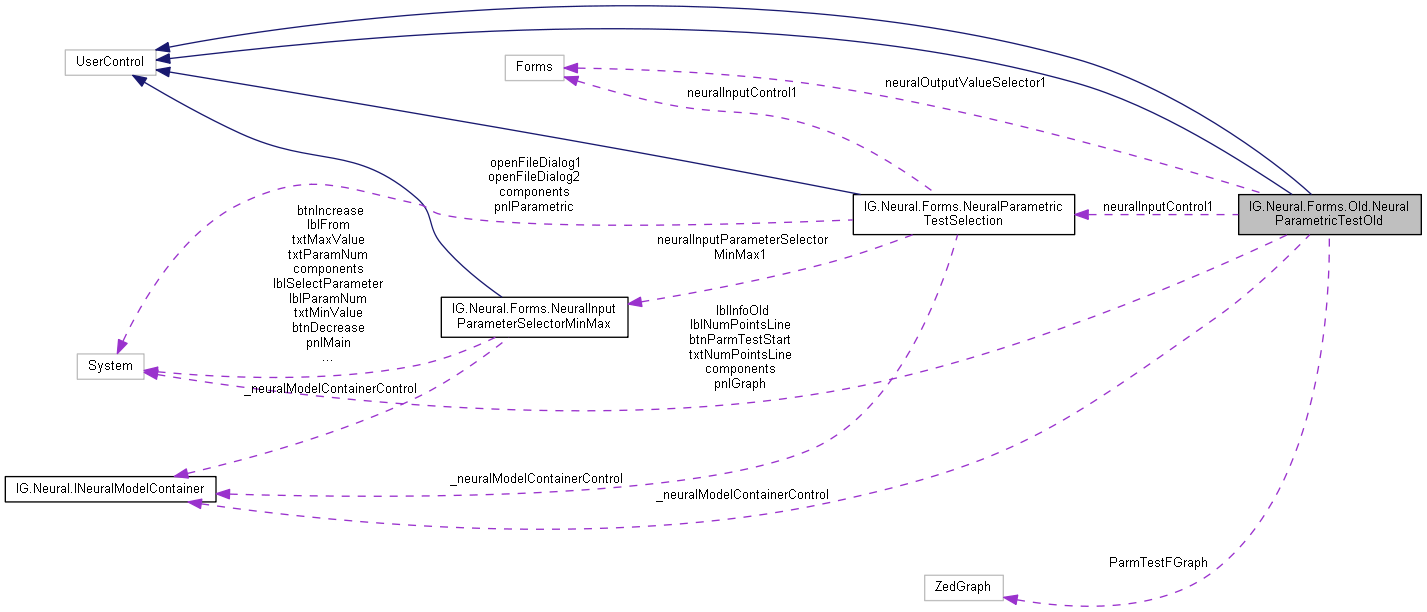 UserControl
Forms
neuralOutputValueSelector1
neuralInputControl1
openFileDialog1
openFileDialog2
components
pnlParametric
IG.Neural.Forms.NeuralParametric
TestSelection
neuralInputControl1
IG.Neural.Forms.Old.Neural
ParametricTestOld
btnIncrease
lblFrom
txtMaxValue
txtParamNum
components
lblSelectParameter
lblParamNum
txtMinValue
btnDecrease
pnlMain
...
neuralInputParameterSelector
MinMax1
IG.Neural.Forms.NeuralInput
ParameterSelectorMinMax
lblInfoOld
lblNumPointsLine
btnParmTestStart
txtNumPointsLine
components
pnlGraph
System
_neuralModelContainerControl
IG.Neural.INeuralModelContainer
_neuralModelContainerControl
_neuralModelContainerControl
ParmTestFGraph
ZedGraph